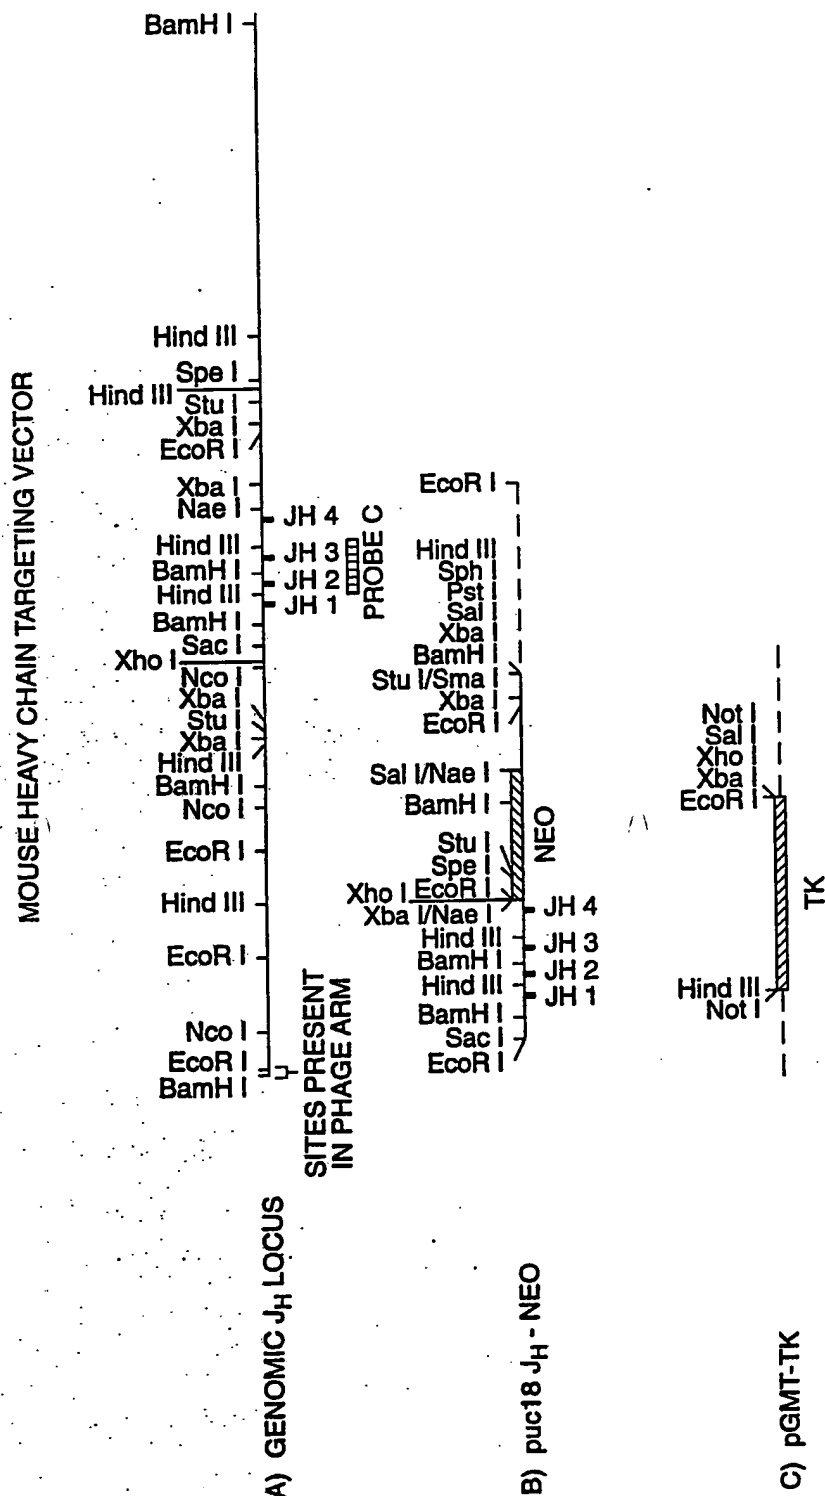 MOUSE HEAVY CHAIN TARGETING VECTOR
A) GENOMIC JH LOCUS
BamH I
Hind III
Spe I
Hind III
Stu I
Xba I
EcoR I
Xba I
Nae I
JH 4
Hind III
JH 3
BamH I
JH 2
Hind III
JH 1
PROBE C
BamH I
Sac I
Xho I
Nco I
Xba I
Stu I
Xba I
Hind III
BamH I
Nco I
EcoR I
Hind III
EcoR I
Nco I
EcoR I
BamH I
SITES PRESENT
IN PHAGE ARM
B) puc18 JH - NEO
EcoR I
Hind III
Sph I
Pst I
Sal I
Xba I
BamH I
Stu I/Sma I
Xba I
EcoR I
Sal I/Nae I
BamH I
NEO
Stu I
Spe I
EcoR I
Xho I
Xba I/Nae I
JH 4
Hind III
JH 3
BamH I
JH 2
Hind III
JH 1
BamH I
Sac I
EcoR I
C) pGMT-TK
Not I
Sal I
Xho I
Xba I
EcoR I
TK
Hind III
Not I